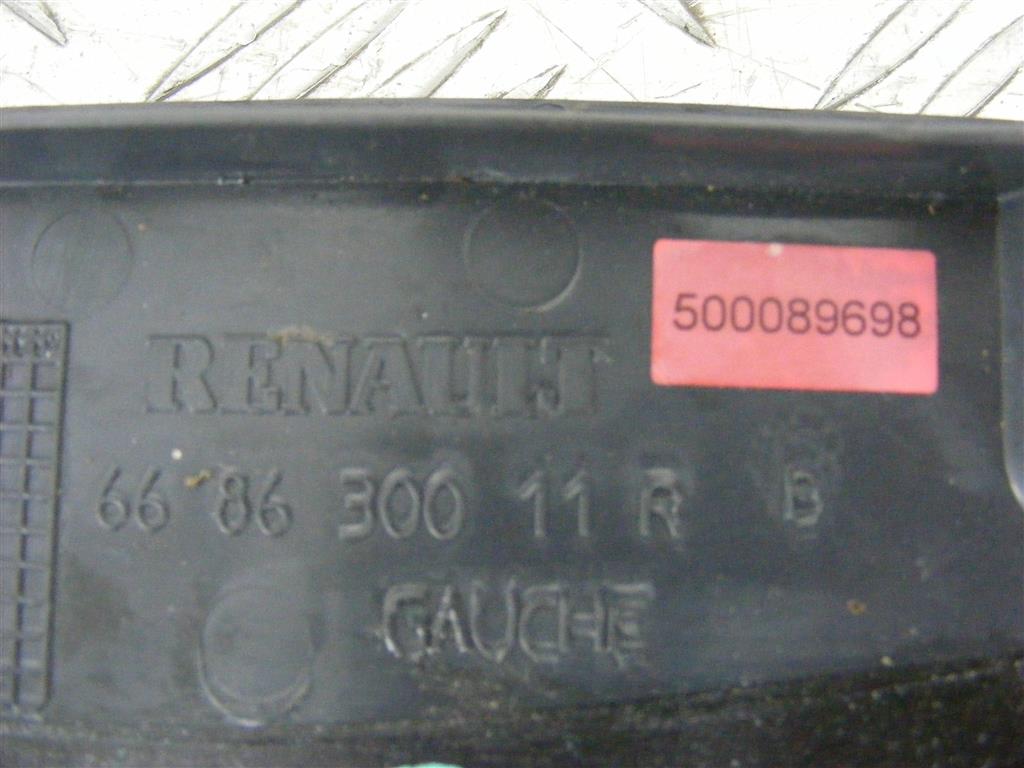 500089698
RENAULT
66 86 300 11 R B
GAUCHE